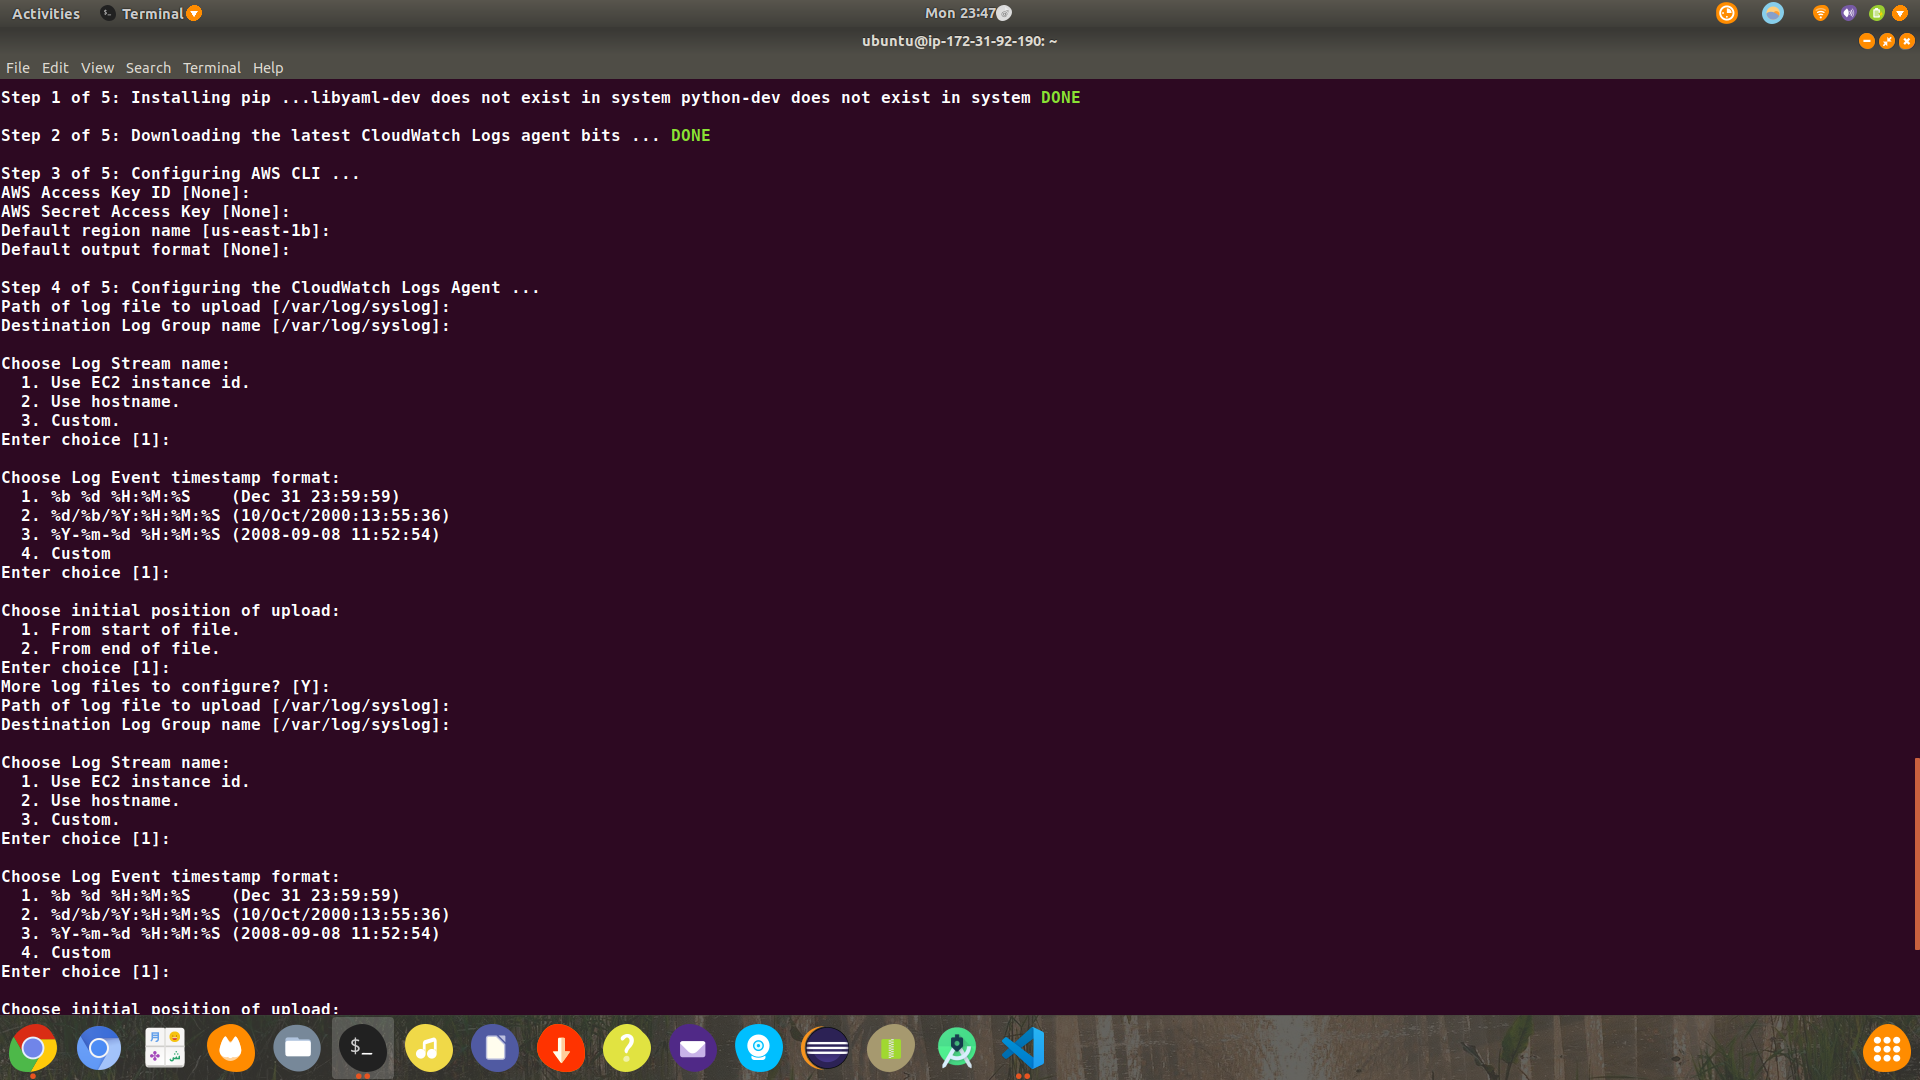 Activities
Terminal
Mon 23:47
ubuntu@ip-172-31-92-190: ~
File Edit View Search Terminal Help
Step 1 of 5: Installing pip ...libyaml-dev does not exist in system python-dev does not exist in system DONE
Step 2 of 5: Downloading the latest CloudWatch Logs agent bits ... DONE
Step 3 of 5: Configuring AWS CLI ...
AWS Access Key ID [None]:
AWS Secret Access Key [None]:
Default region name [us-east-1b]:
Default output format [None]:
Step 4 of 5: Configuring the CloudWatch Logs Agent ...
Path of log file to upload [/var/log/syslog]:
Destination Log Group name [/var/log/syslog]:
Choose Log Stream name:
1. Use EC2 instance id.
2. Use hostname.
3. Custom.
Enter choice [1]:
Choose Log Event timestamp format:
1. %b %d %H:%M:%S    (Dec 31 23:59:59)
2. %d/%b/%Y:%H:%M:%S (10/Oct/2000:13:55:36)
3. %Y-%m-%d %H:%M:%S (2008-09-08 11:52:54)
4. Custom
Enter choice [1]:
Choose initial position of upload:
1. From start of file.
2. From end of file.
Enter choice [1]:
More log files to configure? [Y]:
Path of log file to upload [/var/log/syslog]:
Destination Log Group name [/var/log/syslog]:
Choose Log Stream name:
1. Use EC2 instance id.
2. Use hostname.
3. Custom.
Enter choice [1]:
Choose Log Event timestamp format:
1. %b %d %H:%M:%S    (Dec 31 23:59:59)
2. %d/%b/%Y:%H:%M:%S (10/Oct/2000:13:55:36)
3. %Y-%m-%d %H:%M:%S (2008-09-08 11:52:54)
4. Custom
Enter choice [1]:
Choose initial position of upload:
$_
?